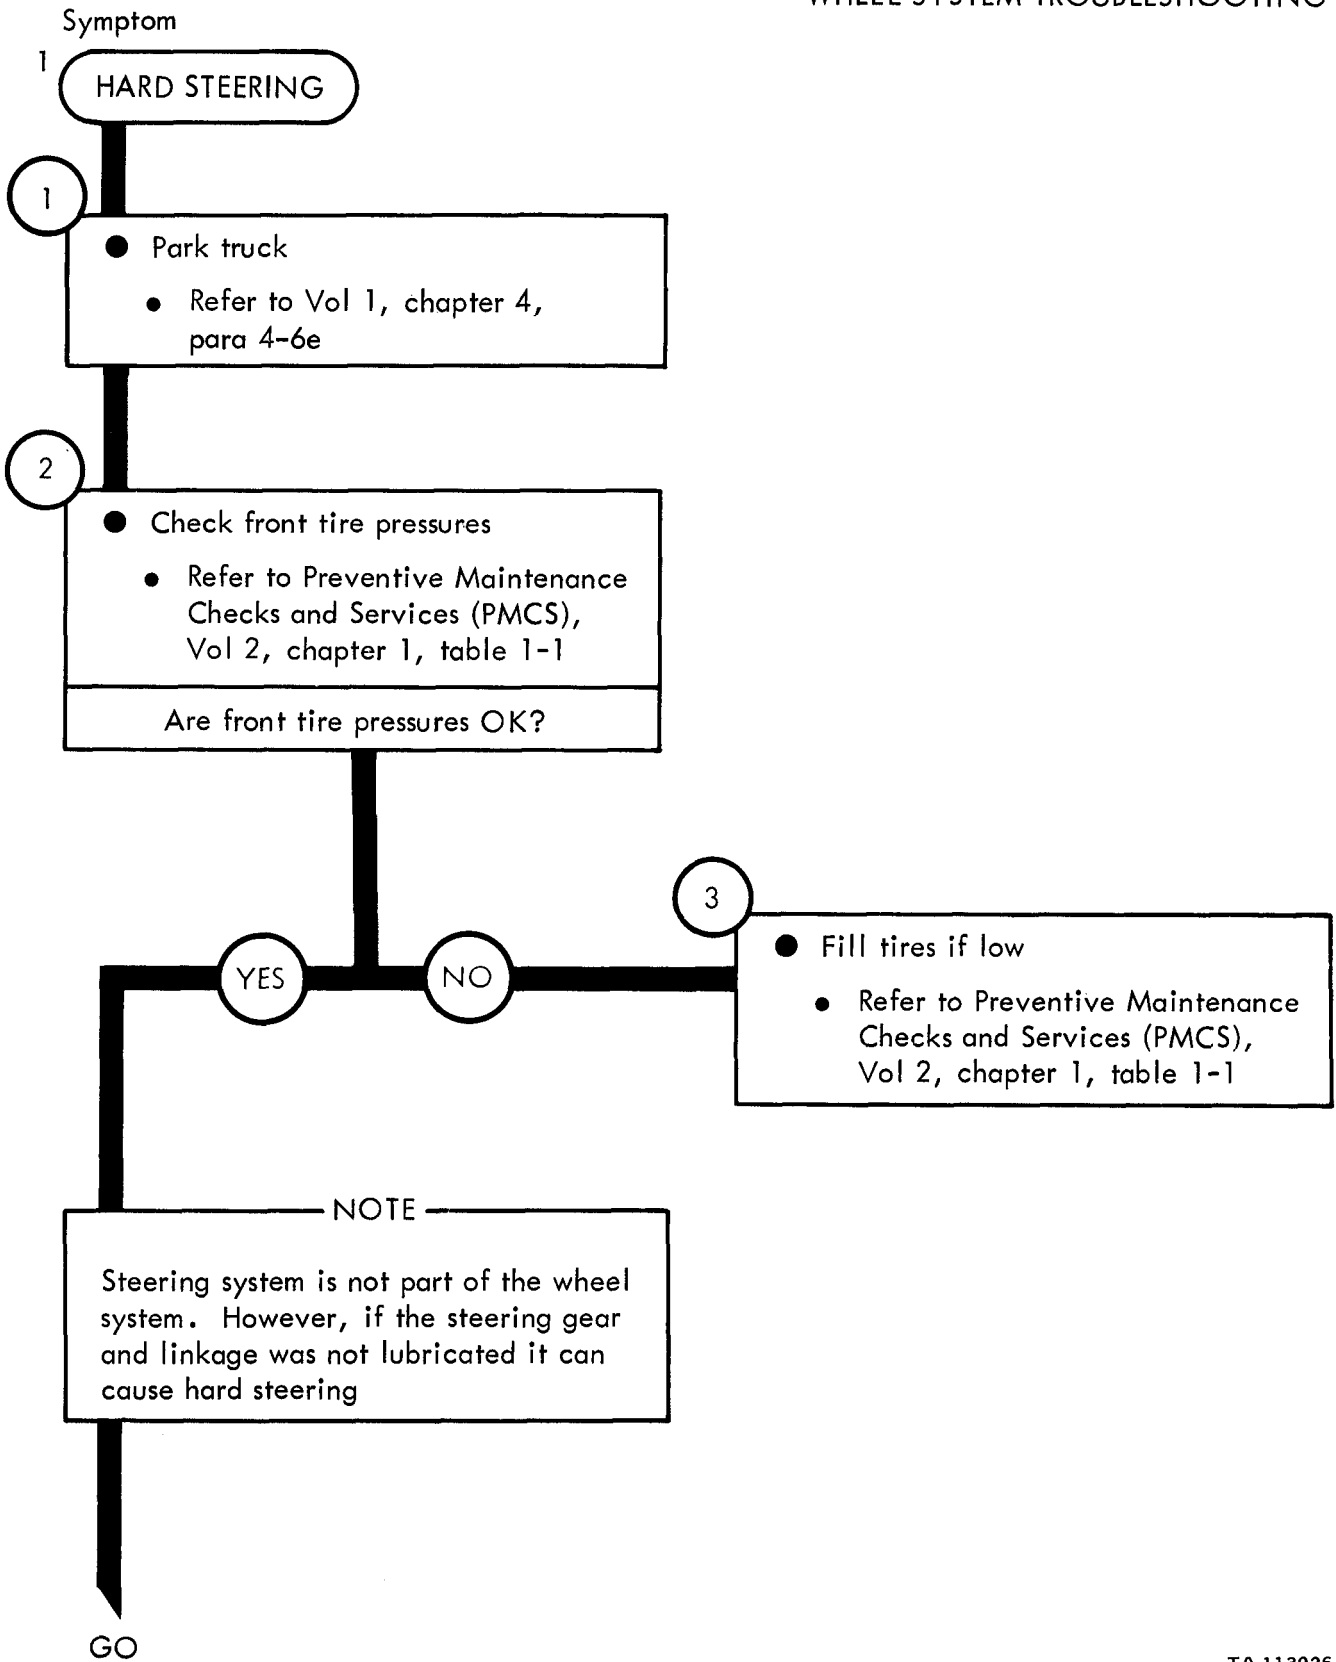 WHEEL SYSTEM TROUBLESHOOTING
Symptom
1
HARD STEERING
1
● Park truck
● Refer to Vol 1, chapter 4,
para 4-6e
2
● Check front tire pressures
● Refer to Preventive Maintenance
Checks and Services (PMCS),
Vol 2, chapter 1, table 1-1
Are front tire pressures OK?
YES
NO
3
● Fill tires if low
● Refer to Preventive Maintenance
Checks and Services (PMCS),
Vol 2, chapter 1, table 1-1
NOTE
Steering system is not part of the wheel
system. However, if the steering gear
and linkage was not lubricated it can
cause hard steering
GO